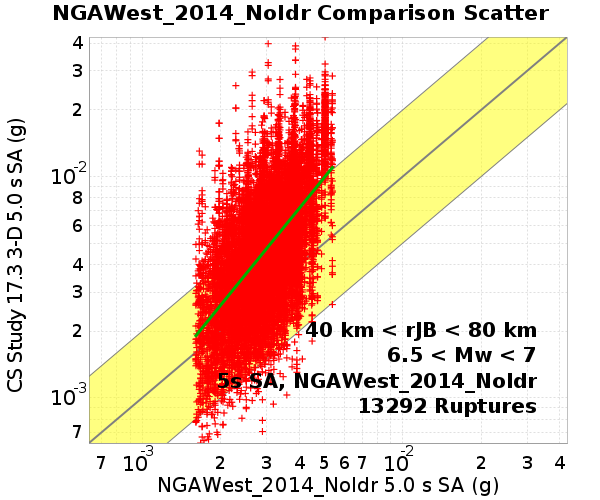 NGAWest_2014_NoIdr Comparison Scatter
CS Study 17.3 3-D 5.0 s SA (g)
4
3
2
10-2
8
6
4
3
2
10-3
7
40 km < rJB < 80 km
6.5 < Mw < 7
5s SA, NGAWest_2014_NoIdr
13292 Ruptures
7 10-3 2 3 4 5 6 7 10-2 2 3 4
NGAWest_2014_NoIdr 5.0 s SA (g)